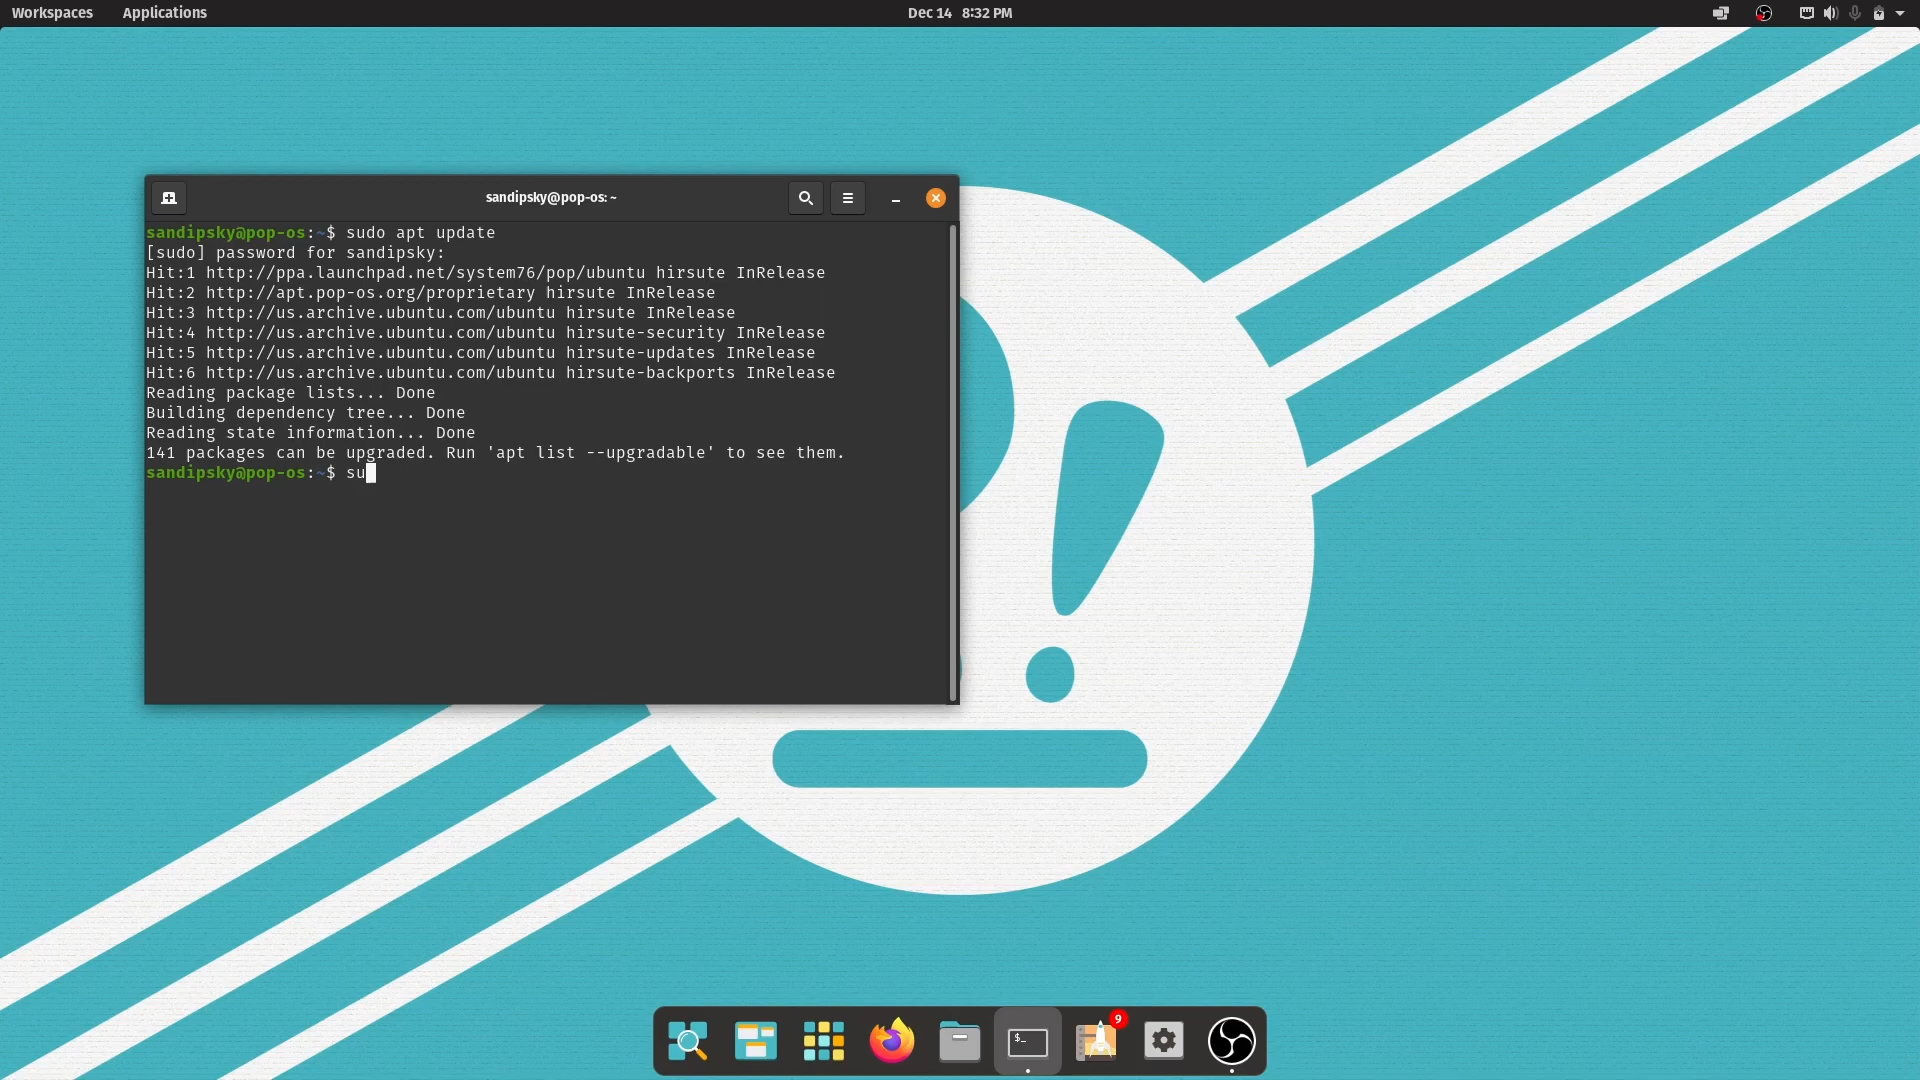 Workspaces Applications Dec 14 8:32 PM
sandipsky@pop-os: ~
sandipsky@pop-os:~$ sudo apt update
[sudo] password for sandipsky:
Hit:1 http://ppa.launchpad.net/system76/pop/ubuntu hirsute InRelease
Hit:2 http://apt.pop-os.org/proprietary hirsute InRelease
Hit:3 http://us.archive.ubuntu.com/ubuntu hirsute InRelease
Hit:4 http://us.archive.ubuntu.com/ubuntu hirsute-security InRelease
Hit:5 http://us.archive.ubuntu.com/ubuntu hirsute-updates InRelease
Hit:6 http://us.archive.ubuntu.com/ubuntu hirsute-backports InRelease
Reading package lists... Done
Building dependency tree... Done
Reading state information... Done
141 packages can be upgraded. Run 'apt list --upgradable' to see them.
sandipsky@pop-os:~$ su
$_
9